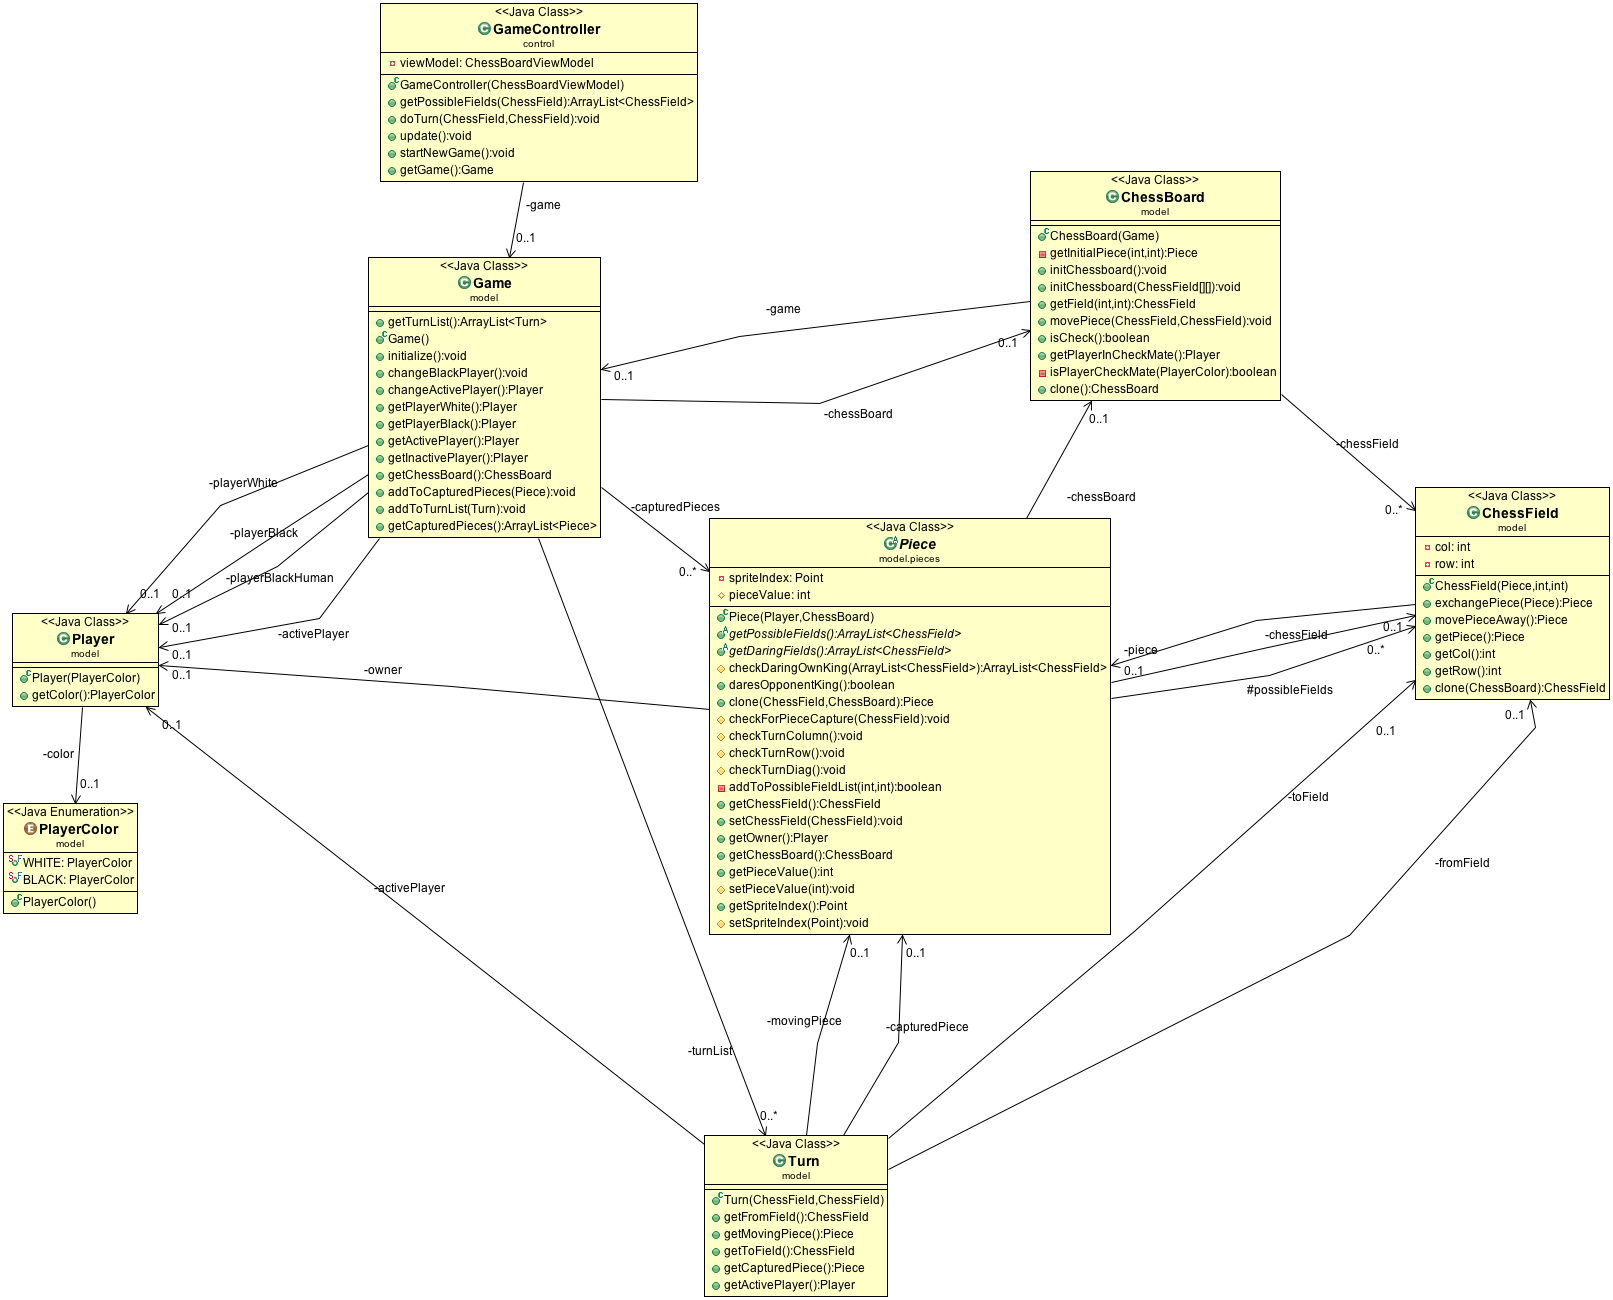 <<Java Class>>
GameController
control
viewModel: ChessBoardViewModel
GameController(ChessBoardViewModel)
getPossibleFields(ChessField):ArrayList<ChessField>
doTurn(ChessField,ChessField):void
update():void
startNewGame():void
getGame():Game
-game
0..1
<<Java Class>>
Game
model
getTurnList():ArrayList<Turn>
Game()
initialize():void
changeBlackPlayer():void
changeActivePlayer():Player
getPlayerWhite():Player
getPlayerBlack():Player
getActivePlayer():Player
getInactivePlayer():Player
getChessBoard():ChessBoard
addToCapturedPieces(Piece):void
addToTurnList(Turn):void
getCapturedPieces():ArrayList<Piece>
<<Java Class>>
ChessBoard
model
ChessBoard(Game)
getInitialPiece(int,int):Piece
initChessboard():void
initChessboard(ChessField[][]):void
getField(int,int):ChessField
movePiece(ChessField,ChessField):void
isCheck():boolean
getPlayerInCheckMate():Player
isPlayerCheckMate(PlayerColor):boolean
clone():ChessBoard
-game
0..1
0..1
-chessBoard
0..1
-chessBoard
-chessField
0..*
-playerWhite
-playerBlack
-playerBlackHuman
-activePlayer
0..1
0..1
0..1
0..1
0..1
-owner
-capturedPieces
0..*
<<Java Class>>
Piece
model.pieces
spriteIndex: Point
pieceValue: int
Piece(Player,ChessBoard)
getPossibleFields():ArrayList<ChessField>
getDaringFields():ArrayList<ChessField>
checkDaringOwnKing(ArrayList<ChessField>):ArrayList<ChessField>
daresOpponentKing():boolean
clone(ChessField,ChessBoard):Piece
checkForPieceCapture(ChessField):void
checkTurnColumn():void
checkTurnRow():void
checkTurnDiag():void
addToPossibleFieldList(int,int):boolean
getChessField():ChessField
setChessField(ChessField):void
getOwner():Player
getChessBoard():ChessBoard
getPieceValue():int
setPieceValue(int):void
getSpriteIndex():Point
setSpriteIndex(Point):void
<<Java Class>>
ChessField
model
col: int
row: int
ChessField(Piece,int,int)
exchangePiece(Piece):Piece
movePieceAway():Piece
getPiece():Piece
getCol():int
getRow():int
clone(ChessBoard):ChessField
-piece
0..1
-chessField
0..1
0..*
#possibleFields
<<Java Class>>
Player
model
Player(PlayerColor)
getColor():PlayerColor
0..1
-color
0..1
<<Java Enumeration>>
PlayerColor
model
WHITE: PlayerColor
BLACK: PlayerColor
PlayerColor()
-activePlayer
-turnList
0..*
-movingPiece
0..1
-capturedPiece
0..1
-toField
0..1
-fromField
0..1
<<Java Class>>
Turn
model
Turn(ChessField,ChessField)
getFromField():ChessField
getMovingPiece():Piece
getToField():ChessField
getCapturedPiece():Piece
getActivePlayer():Player